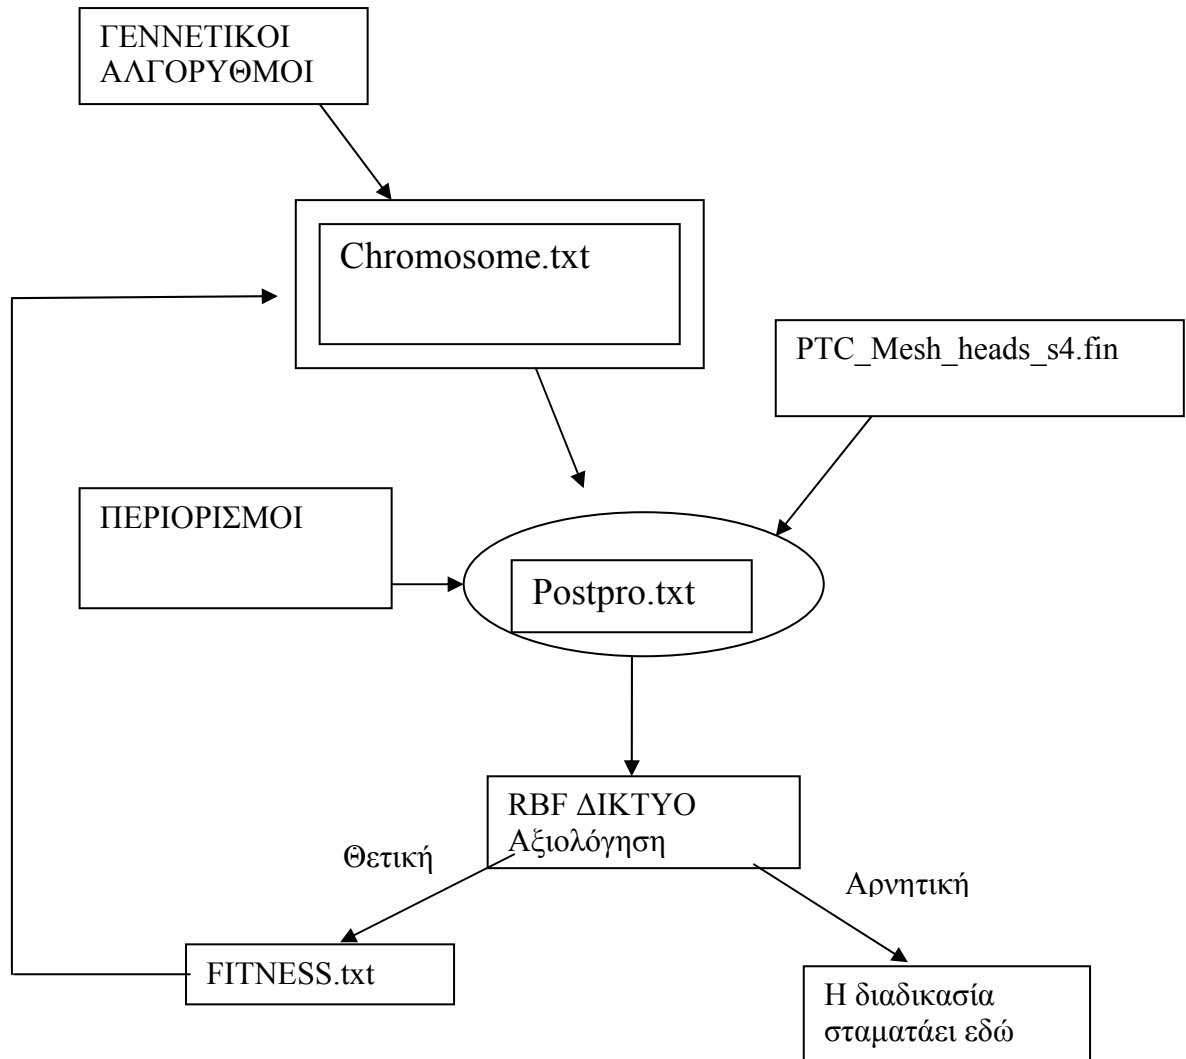 ΓΕΝΝΕΤΙΚΟΙ
ΑΛΓΟΡΥΘΜΟΙ
Chromosome.txt
PTC_Mesh_heads_s4.fin
ΠΕΡΙΟΡΙΣΜΟΙ
Postpro.txt
RBF ΔΙΚΤΥΟ
Αξιολόγηση
Θετική
Αρνητική
FITNESS.txt
Η διαδικασία
σταματάει εδώ